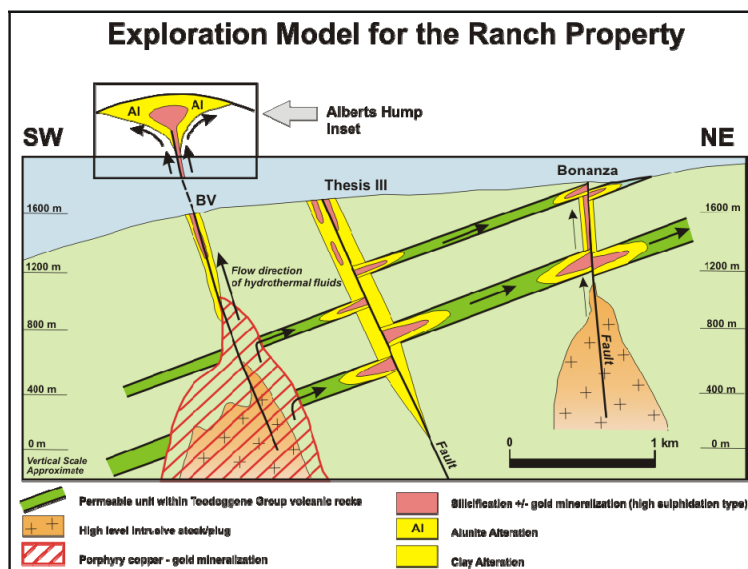 Exploration Model for the Ranch Property
Al Al
Alberts Hump
Inset
SW
NE
BV
Thesis III
Bonanza
1600 m
1200 m
800 m
400 m
0 m
Vertical Scale
Approximate
Flow direction
of hydrothermal fluids
Fault
Fault
1600 m
1200 m
800 m
400 m
0 m
0 1 km
Permeable unit within Toodoggone Group volcanic rocks
High level intrusive stock/plug
Porphyry copper - gold mineralization
Silicification +/- gold mineralization (high sulphidation type)
Al
Alunite Alteration
Clay Alteration